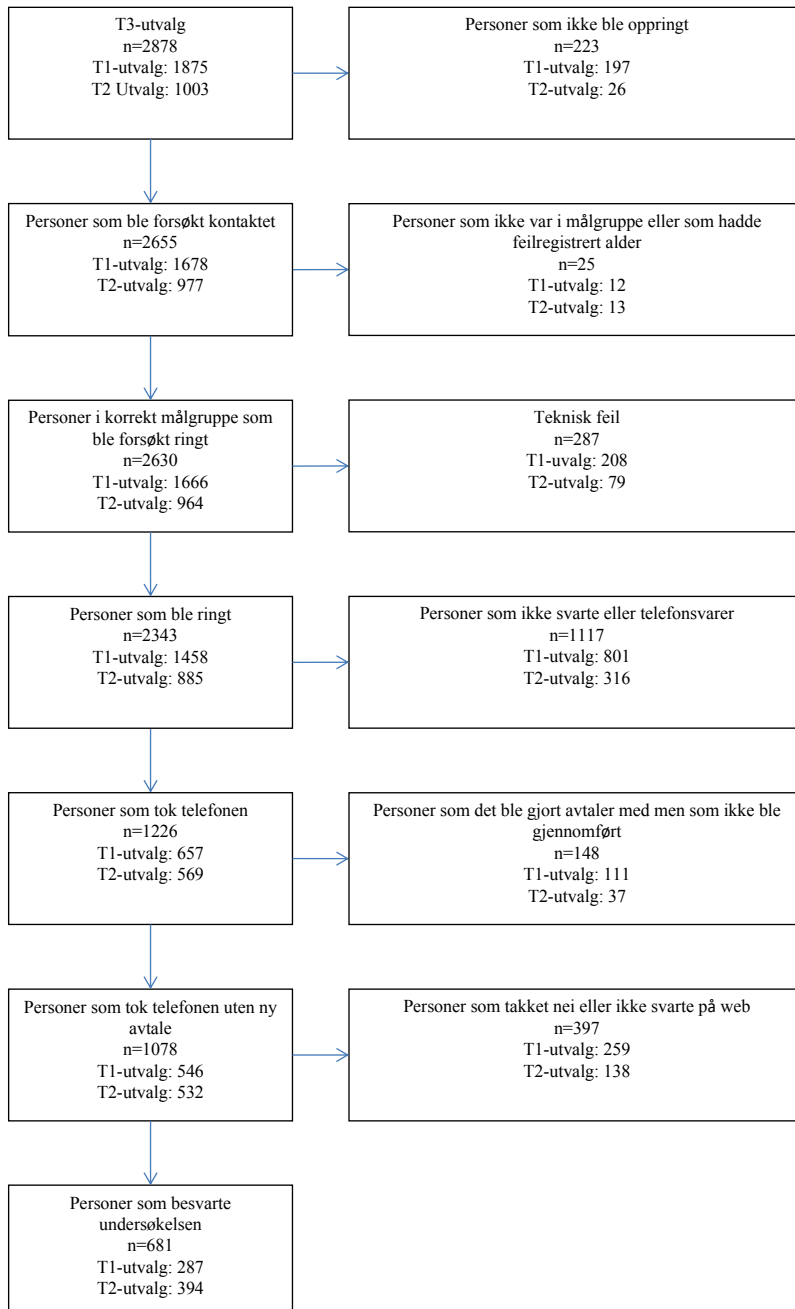 T3-utvalg
n=2878
T1-utvalg: 1875
T2 Utvalg: 1003
Personer som ikke ble oppringt
n=223
T1-utvalg: 197
T2-utvalg: 26
Personer som ble forsøkt kontaktet
n=2655
T1-utvalg: 1678
T2-utvalg: 977
Personer som ikke var i målgruppe eller som hadde
feilregistrert alder
n=25
T1-utvalg: 12
T2-utvalg: 13
Personer i korrekt målgruppe som
ble forsøkt ringt
n=2630
T1-utvalg: 1666
T2-utvalg: 964
Teknisk feil
n=287
T1-uvalg: 208
T2-utvalg: 79
Personer som ble ringt
n=2343
T1-utvalg: 1458
T2-utvalg: 885
Personer som ikke svarte eller telefonsvarer
n=1117
T1-utvalg: 801
T2-utvalg: 316
Personer som tok telefonen
n=1226
T1-utvalg: 657
T2-utvalg: 569
Personer som det ble gjort avtaler med men som ikke ble
gjennomført
n=148
T1-utvalg: 111
T2-utvalg: 37
Personer som tok telefonen uten ny
avtale
n=1078
T1-utvalg: 546
T2-utvalg: 532
Personer som takket nei eller ikke svarte på web
n=397
T1-utvalg: 259
T2-utvalg: 138
Personer som besvarte
undersøkelsen
n=681
T1-utvalg: 287
T2-utvalg: 394